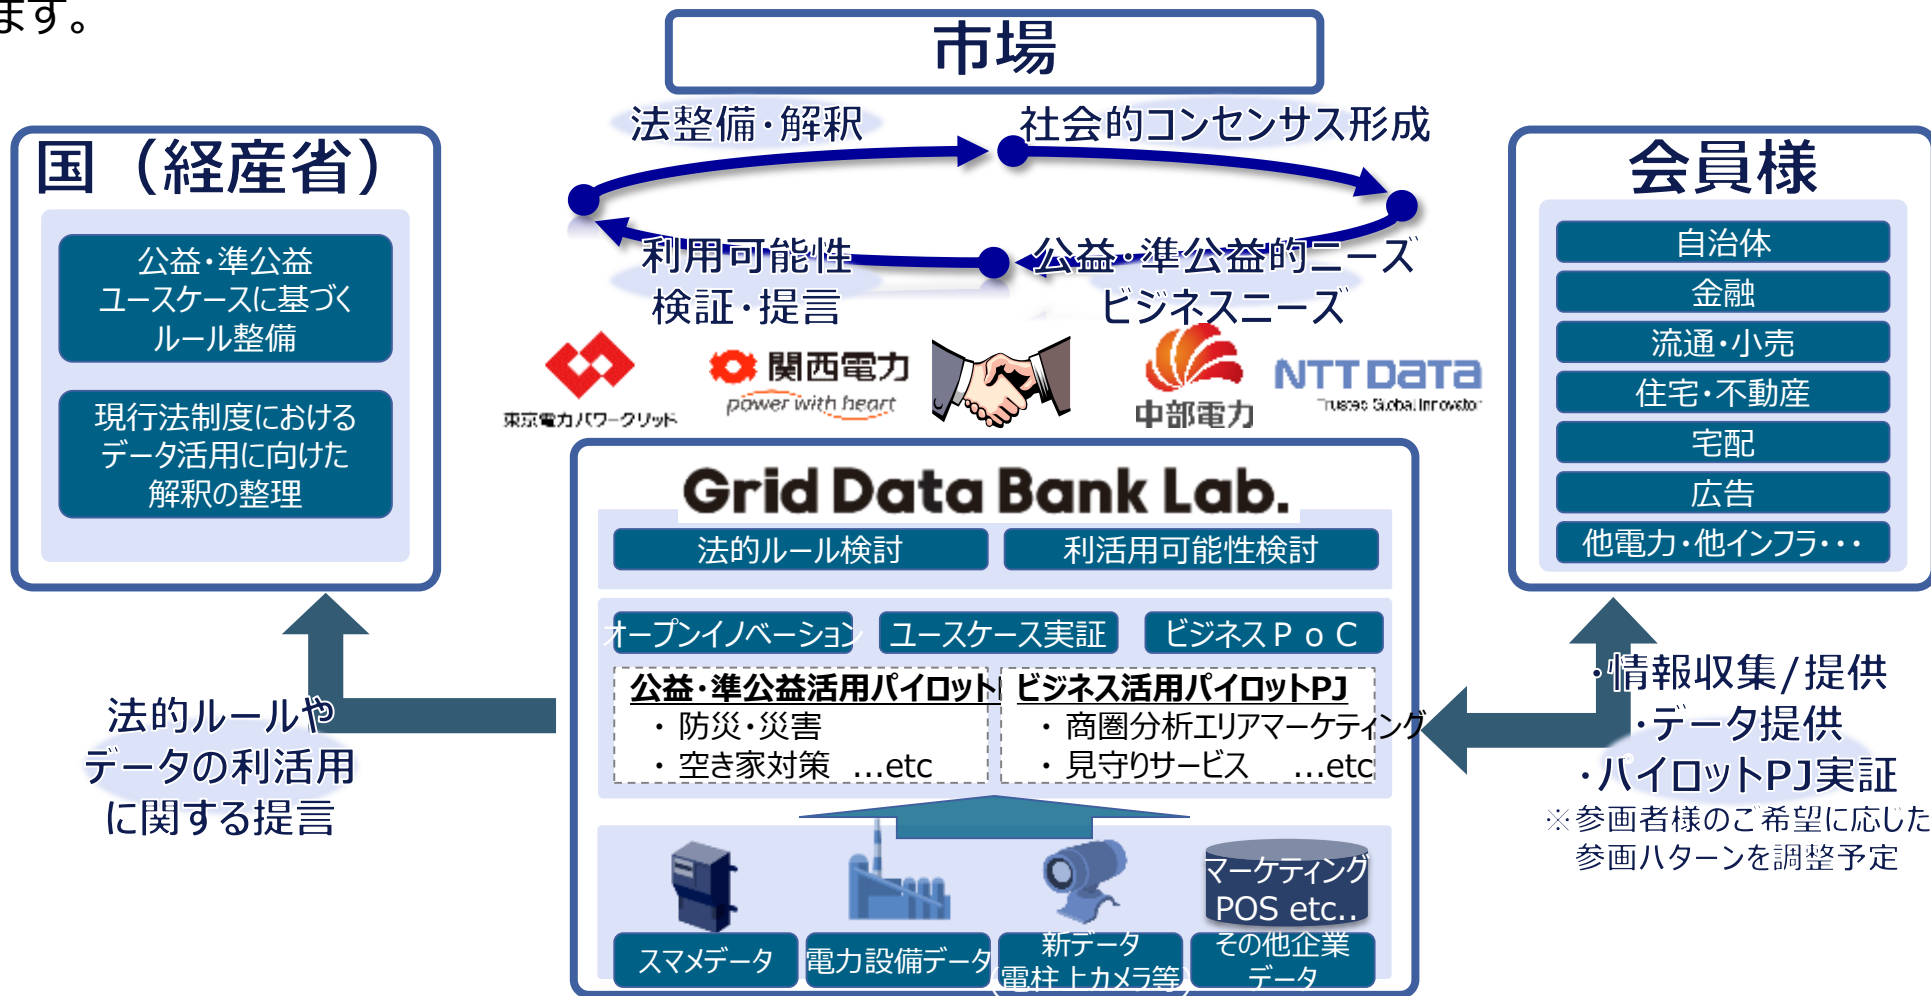 ます。
市場
法整備・解釈
社会的コンセンサス形成
利用可能性
検証・提言
公益・準公益的ニーズ
ビジネスニーズ
国（経産省）
公益・準公益
ユースケースに基づく
ルール整備
現行法制度における
データ活用に向けた
解釈の整理
法的ルールや
データの利活用
に関する提言
東京電力パワーグリッド
関西電力
power with heart
中部電力
NTT DATA
Trusted Global Innovator
Grid Data Bank Lab.
法的ルール検討
利活用可能性検討
オープンイノベーション
ユースケース実証
ビジネスＰｏＣ
公益・準公益活用パイロット
・ 防災・災害
・ 空き家対策 …etc
ビジネス活用パイロットPJ
・ 商圏分析エリアマーケティング
・ 見守りサービス …etc
マーケティング
POS etc..
スマメデータ
電力設備データ
新データ
（電柱上カメラ等）
その他企業
データ
会員様
自治体
金融
流通・小売
住宅・不動産
宅配
広告
他電力・他インフラ・・・
・情報収集/提供
・データ提供
・パイロットPJ実証
※参画者様のご希望に応じた
参画パターンを調整予定